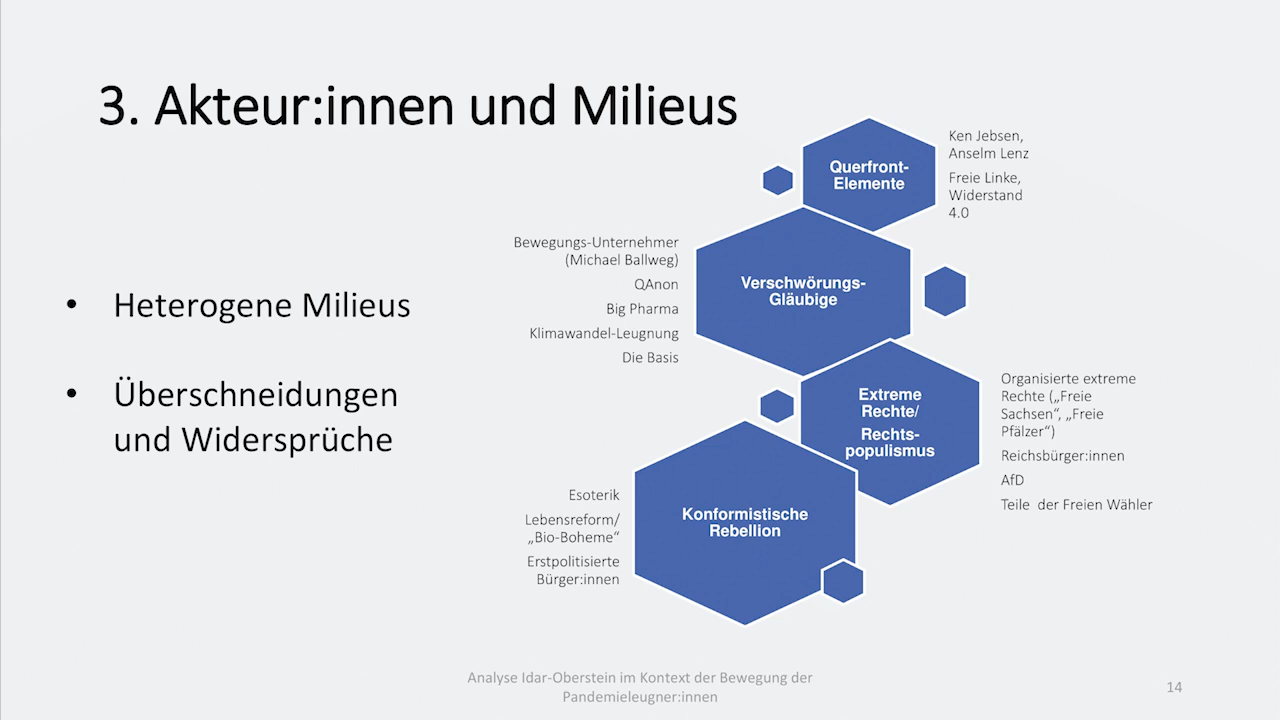 3. Akteur:innen und Milieus
• Heterogene Milieus
• Überschneidungen
und Widersprüche
Querfront-
Elemente
Ken Jebsen,
Anselm Lenz
Freie Linke,
Widerstand
4.0
Verschwörungs-
Gläubige
Bewegungs-Unternehmer
(Michael Ballweg)
QAnon
Big Pharma
Klimawandel-Leugnung
Die Basis
Extreme
Rechte/
Rechts-
populismus
Organisierte extreme
Rechte („Freie
Sachsen“, „Freie
Pfälzer“)
Reichsbürger:innen
AfD
Teile der Freien Wähler
Konformistische
Rebellion
Esoterik
Lebensreform/
„Bio-Boheme“
Erstpolitisierte
Bürger:innen
Analyse Idar-Oberstein im Kontext der Bewegung der
Pandemieleugner:innen
14